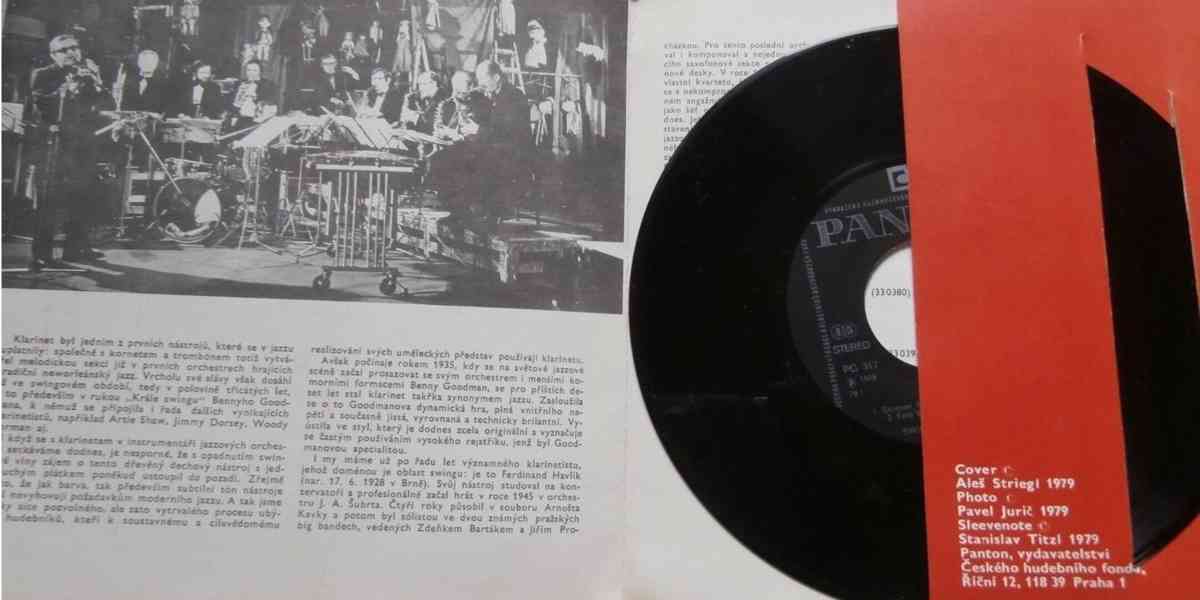 Klarinet byl jedním z prvních nástrojů, které se v jazzu
uplatnily: společně s kornetem a trombonem totiž vytvá-
melodickou sekci již v prvních orchestrech hrajících
tradiční neworleánský jazz. Vrcholu své slávy však dosáhl
ve swingovém období, tedy v polovině třicátých let,
to především v rukou „Krále swingu" Bennyho Good-
k němuž se připojila i řada dalších vynikajících
klarinetistů, například Artie Shaw, Jimmy Dorsey, Woody
Herman aj.
když se s klarinetem v instrumentáři jazzových orches-
setkáváme dodnes, je nesporné, že s opadnutím swin-
vlny zájem o tento dřevěný dechový nástroj s jed-
plátkem poněkud ustoupil do pozadí. Zřejmě
že jak barva, tak především subtilní tón nástroje
nevyhovují požadavkům moderního jazzu. A tak jsme
sice pozvolného, ale zato vytrvalého procesu ubý-
hudebníků, kteří k soustavnému a cílevědomému
realizování svých uměleckých představ používají klarinetu.
Avšak počínaje rokem 1935, kdy se na světové jazzové
scéně začal prosazovat se svým orchestrem i menšími ko-
morními formacemi Benny Goodman, se pro příštích de-
set let stal klarinet takřka synonymem jazzu. Zasloužila
se o to Goodmanova dynamická hra, plná vnitřního na-
pětí a současně jistá, vyrovnaná a technicky brilantní. Vy-
ústila ve styl, který je dodnes zcela originální a vyznačuje
se častým používáním vysokého rejstříku, jenž byl Good-
manovou specialitou.
I my máme už po řadu let významného klarinetistu,
jehož doménou je oblast swingu: je to Ferdinand Havlík
(nar. 17. 6. 1928 v Brně). Svůj nástroj studoval na kon-
zervatoři a profesionálně začal hrát v roce 1945 v orches-
tru J. A. Šubrta. Čtyři roky působil v souboru Arnošta
Kavky a potom byl sólistou ve dvou známých pražských
big bandech, vedených Zdeňkem Bartákem a Jiřím Pro-
cházkou. Pro tento poslední
val i komponoval a nejednou
cího saxofonové sekce
nové desky. V roce
vlastní kvarteto,
jako šéf
dnes.
PAN
STEREO
(330380)
Cover ©
Aleš Striegl 1979
Photo ©
Pavel Jurič 1979
Sleevenote ©
Stanislav Titzl 1979
Panton, vydavatelství
Českého hudebního fondu,
Říční 12, 118 39 Praha 1